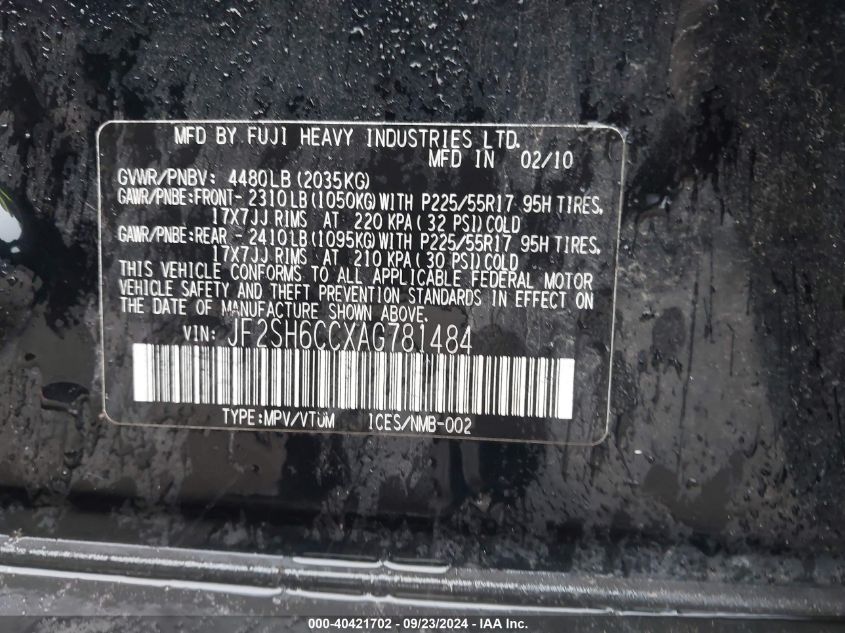 MFD BY FUJI HEAVY INDUSTRIES LTD.
MFD IN 02/10
GVWR/PNBV: 4480LB (2035KG)
GAWR/PNBE:FRONT- 2310LB (1050KG) WITH P225/55R17 95H TIRES,
17X7JJ RIMS AT 220 KPA ( 32 PSI) COLD
GAWR/PNBE:REAR - 2410LB (1095KG) WITH P225/55R17 95H TIRES,
17X7JJ RIMS AT 210 KPA ( 30 PSI) COLD
THIS VEHICLE CONFORMS TO ALL APPLICABLE FEDERAL MOTOR
VEHICLE SAFETY AND THEFT PREVENTION STANDARDS IN EFFECT ON
THE DATE OF MANUFACTURE SHOWN ABOVE.
VIN: JF2SH6CCXAG781484
TYPE:MPV/VTUM ICES/NMB-002
000-40421702 - 09/23/2024 - IAA, Inc.